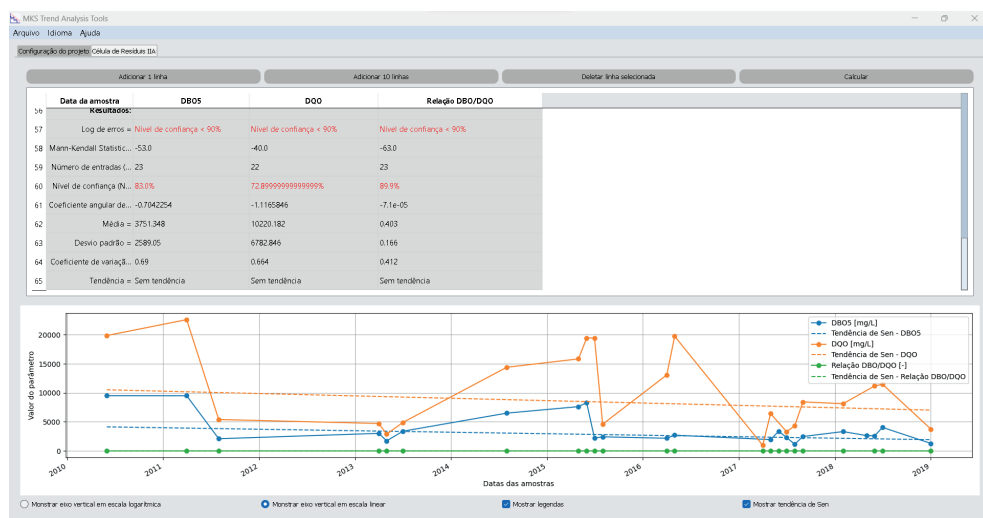 MKS Trend Analysis Tools
Arquivo Idioma Ajuda
Configuração do projeto Célula de Resíduis IIA
Adicionar 1 linha Adicionar 10 linhas Deletar linha selecionada Calcular
Data da amostra DBO5 DQO Relação DBO/DQO
56 Resultados:
57 Log de erros = Nível de confiança < 90% Nível de confiança < 90% Nível de confiança < 90%
58 Mann-Kendall Statistic... -53.0 -40.0 -63.0
59 Número de entradas (... 23 22 23
60 Nível de confiança (N... 83.0% 72.89999999999999% 89.9%
61 Coeficiente angular de... -0.7042254 -1.1165846 -7.1e-05
62 Média = 3751.348 10220.182 0.403
63 Desvio padrão = 2589.05 6782.846 0.166
64 Coeficiente de variaçã... 0.69 0.664 0.412
65 Tendência = Sem tendência Sem tendência Sem tendência
Valor do parâmetro
20000
15000
10000
5000
0
DBO5 [mg/L]
Tendência de Sen - DBO5
DQO [mg/L]
Tendência de Sen - DQO
Relação DBO/DQO [-]
Tendência de Sen - Relação DBO/DQO
2010 2011 2012 2013 2014 2015 2016 2017 2018 2019
Datas das amostras
Monstrar eixo vertical em escala logarítmica Monstrar eixo vertical em escala linear Mostrar legendas Mostrar tendência de Sen